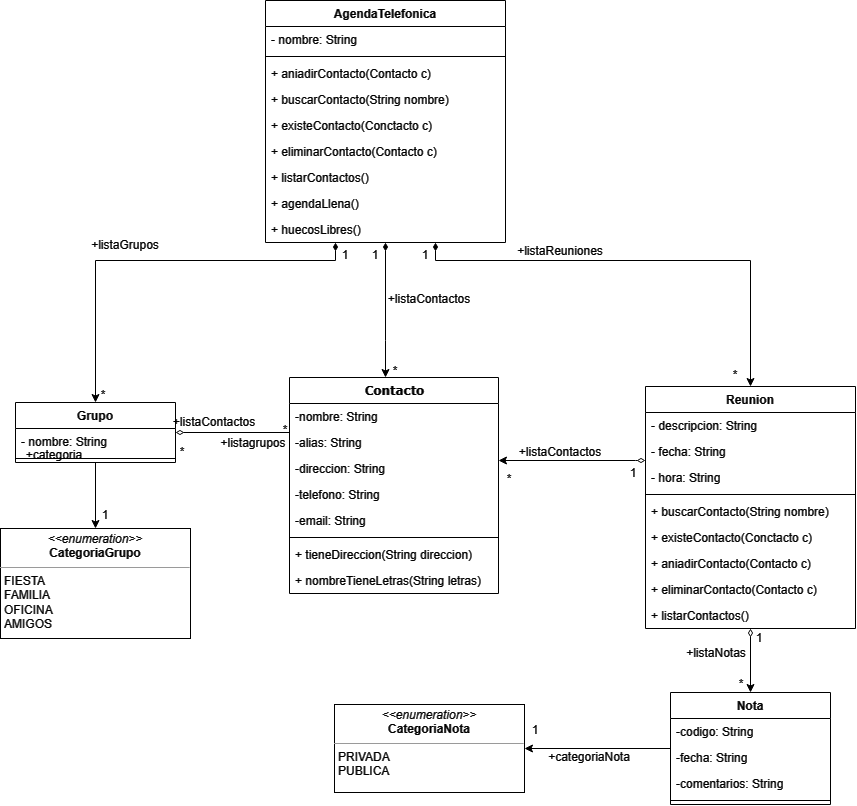 AgendaTelefonica
- nombre: String
+ aniadirContacto(Contacto c)
+ buscarContacto(String nombre)
+ existeContacto(Conctacto c)
+ eliminarContacto(Contacto c)
+ listarContactos()
+ agendaLlena()
+ huecosLibres()
+listaGrupos
1
1
1
+listaReuniones
+listaContactos
*
*
*
Grupo
- nombre: String
+categoria
+listaContactos
*
+listagrupos
*
1
<<enumeration>>
CategoriaGrupo
FIESTA
FAMILIA
OFICINA
AMIGOS
Contacto
-nombre: String
-alias: String
-direccion: String
-telefono: String
-email: String
+ tieneDireccion(String direccion)
+ nombreTieneLetras(String letras)
+listaContactos
1
*
Reunion
- descripcion: String
- fecha: String
- hora: String
+ buscarContacto(String nombre)
+ existeContacto(Conctacto c)
+ aniadirContacto(Contacto c)
+ eliminarContacto(Contacto c)
+ listarContactos()
1
+listaNotas
*
Nota
-codigo: String
-fecha: String
-comentarios: String
1
+categoriaNota
<<enumeration>>
CategoriaNota
PRIVADA
PUBLICA